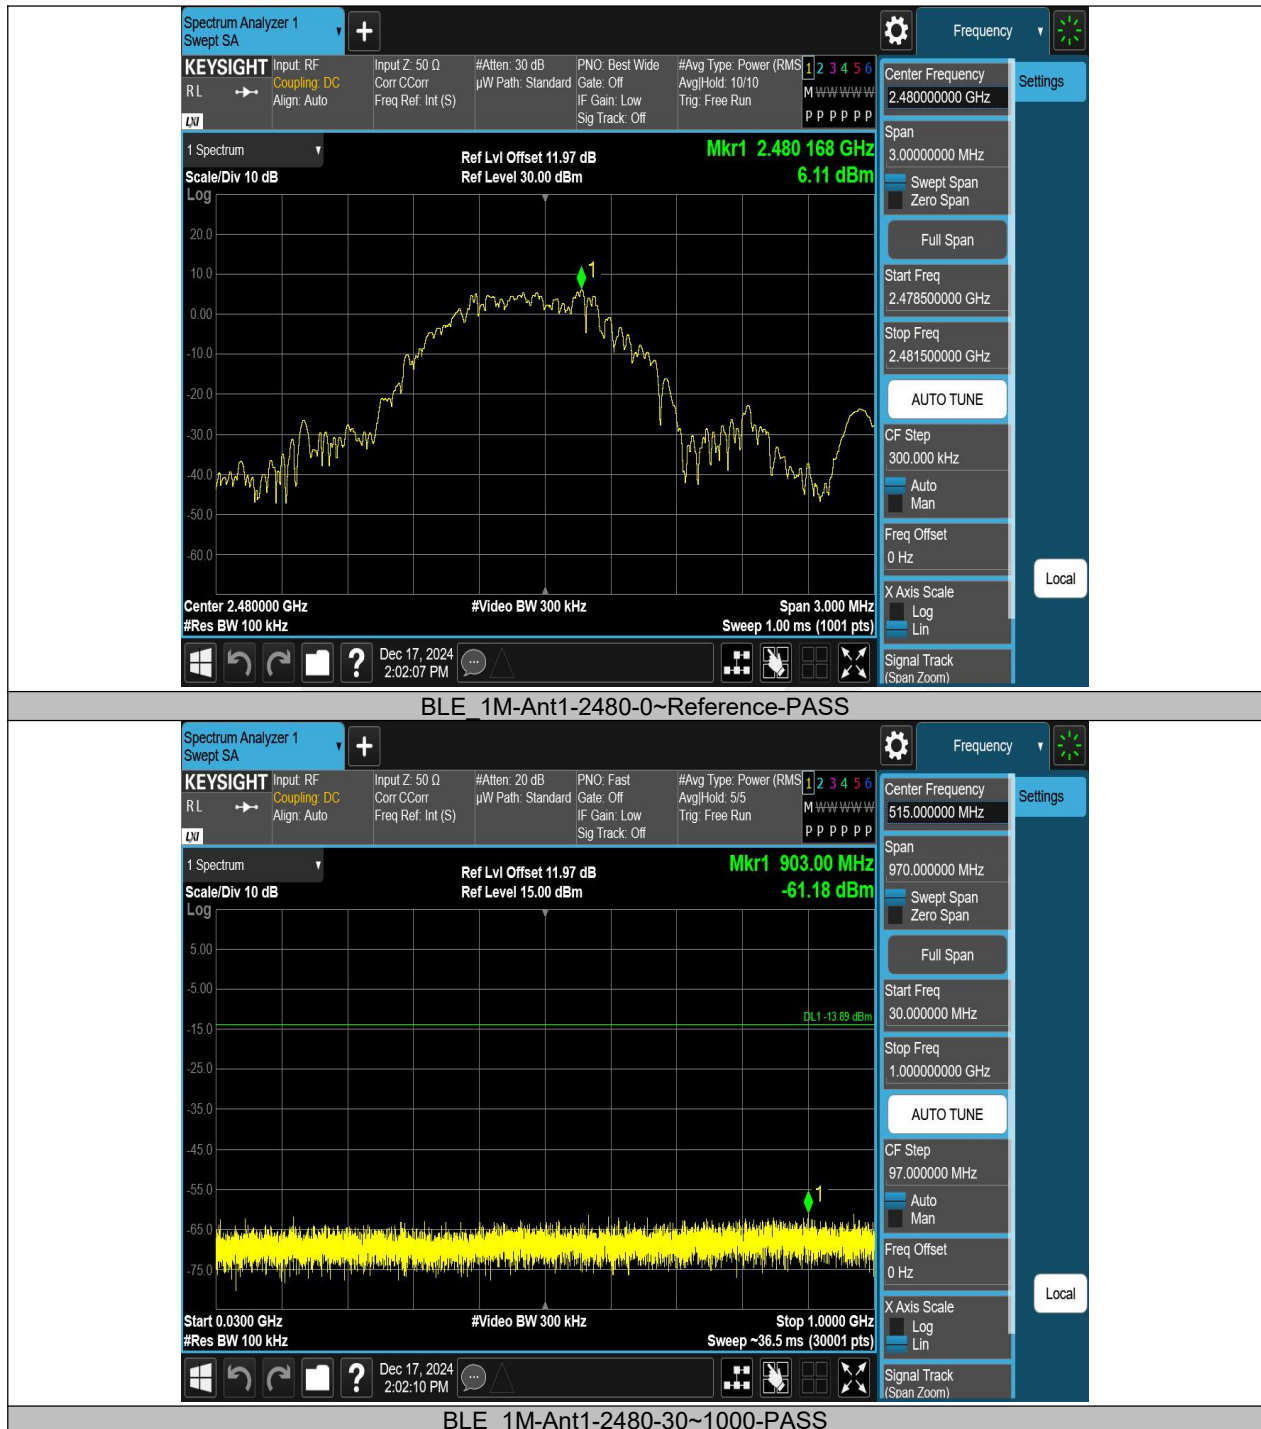 Spectrum Analyzer 1
Swept SA
Frequency
KEYSIGHT
R L
LXI
Input: RF
Coupling: DC
Align: Auto
Input Z: 50 Ω
Corr CCorr
Freq Ref: Int (S)
#Atten: 30 dB
µW Path: Standard
PNO: Best Wide
Gate: Off
IF Gain: Low
Sig Track: Off
#Avg Type: Power (RMS
Avg|Hold: 10/10
Trig: Free Run
1 2 3 4 5 6
M W W W W W
P P P P P P
1 Spectrum
Scale/Div 10 dB
Log
Ref Lvl Offset 11.97 dB
Ref Level 30.00 dBm
Mkr1 2.480 168 GHz
6.11 dBm
1
20.0
10.0
0.00
-10.0
-20.0
-30.0
-40.0
-50.0
-60.0
Center 2.480000 GHz
#Res BW 100 kHz
#Video BW 300 kHz
Span 3.000 MHz
Sweep 1.00 ms (1001 pts)
?
Dec 17, 2024
2:02:07 PM
Center Frequency
2.480000000 GHz
Span
3.00000000 MHz
Swept Span
Zero Span
Full Span
Start Freq
2.478500000 GHz
Stop Freq
2.481500000 GHz
AUTO TUNE
CF Step
300.000 kHz
Auto
Man
Freq Offset
0 Hz
X Axis Scale
Log
Lin
Signal Track
(Span Zoom)
Settings
Local
BLE_1M-Ant1-2480-0~Reference-PASS
Spectrum Analyzer 1
Swept SA
Frequency
KEYSIGHT
R L
LXI
Input: RF
Coupling: DC
Align: Auto
Input Z: 50 Ω
Corr CCorr
Freq Ref: Int (S)
#Atten: 20 dB
µW Path: Standard
PNO: Fast
Gate: Off
IF Gain: Low
Sig Track: Off
#Avg Type: Power (RMS
Avg|Hold: 5/5
Trig: Free Run
1 2 3 4 5 6
M W W W W W
P P P P P P
1 Spectrum
Scale/Div 10 dB
Log
Ref Lvl Offset 11.97 dB
Ref Level 15.00 dBm
Mkr1 903.00 MHz
-61.18 dBm
DL1 -13.89 dBm
1
5.00
-5.00
-15.0
-25.0
-35.0
-45.0
-55.0
-65.0
-75.0
Start 0.0300 GHz
#Res BW 100 kHz
#Video BW 300 kHz
Stop 1.0000 GHz
Sweep ~36.5 ms (30001 pts)
?
Dec 17, 2024
2:02:10 PM
Center Frequency
515.000000 MHz
Span
970.000000 MHz
Swept Span
Zero Span
Full Span
Start Freq
30.000000 MHz
Stop Freq
1.000000000 GHz
AUTO TUNE
CF Step
97.000000 MHz
Auto
Man
Freq Offset
0 Hz
X Axis Scale
Log
Lin
Signal Track
(Span Zoom)
Settings
Local
BLE_1M-Ant1-2480-30~1000-PASS